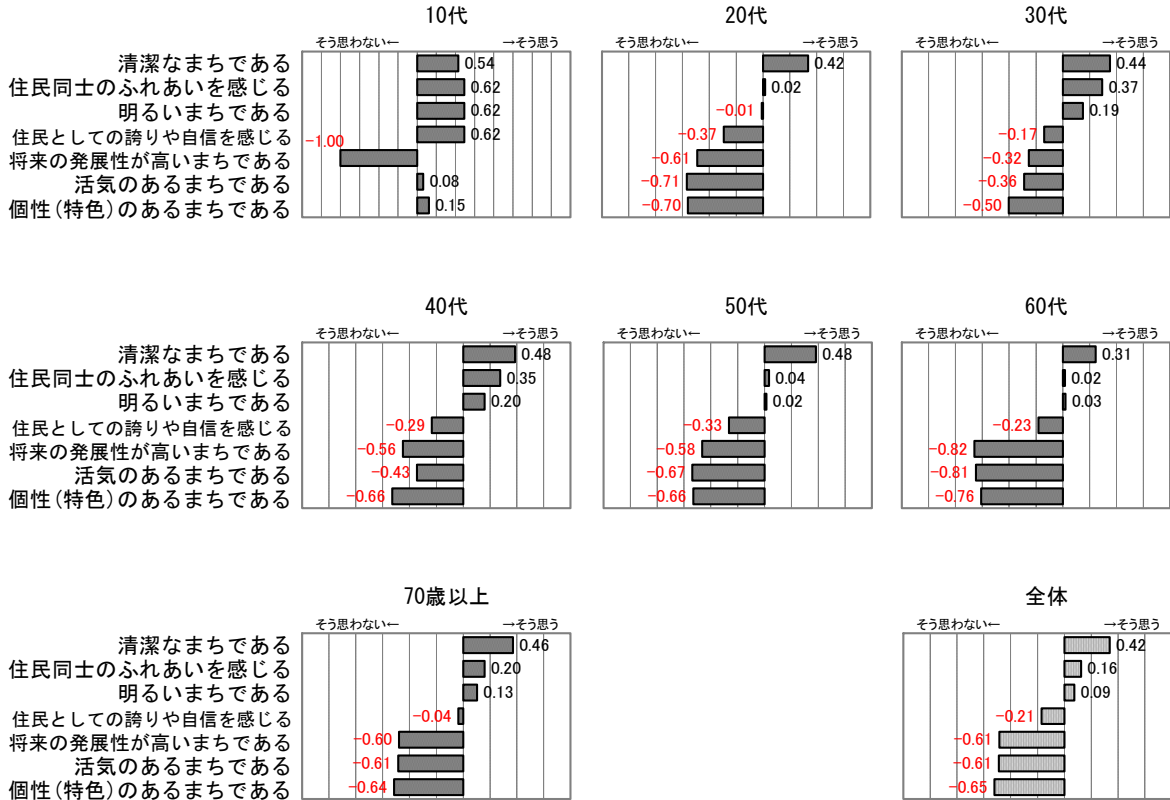 10代
20代
30代
そう思わない← →そう思う
そう思わない← →そう思う
そう思わない← →そう思う
清潔なまちである 0.54 0.42 0.44
住民同士のふれあいを感じる 0.62 0.02 0.37
明るいまちである 0.62 -0.01 0.19
住民としての誇りや自信を感じる 0.62 -0.37 -0.17
将来の発展性が高いまちである -1.00 -0.61 -0.32
活気のあるまちである 0.08 -0.71 -0.36
個性(特色)のあるまちである 0.15 -0.70 -0.50
40代
50代
60代
そう思わない← →そう思う
そう思わない← →そう思う
そう思わない← →そう思う
清潔なまちである 0.48 0.48 0.31
住民同士のふれあいを感じる 0.35 0.04 0.02
明るいまちである 0.20 0.02 0.03
住民としての誇りや自信を感じる -0.29 -0.33 -0.23
将来の発展性が高いまちである -0.56 -0.58 -0.82
活気のあるまちである -0.43 -0.67 -0.81
個性(特色)のあるまちである -0.66 -0.66 -0.76
70歳以上
全体
そう思わない← →そう思う
そう思わない← →そう思う
清潔なまちである 0.46 0.42
住民同士のふれあいを感じる 0.20 0.16
明るいまちである 0.13 0.09
住民としての誇りや自信を感じる -0.04 -0.21
将来の発展性が高いまちである -0.60 -0.61
活気のあるまちである -0.61 -0.61
個性(特色)のあるまちである -0.64 -0.65